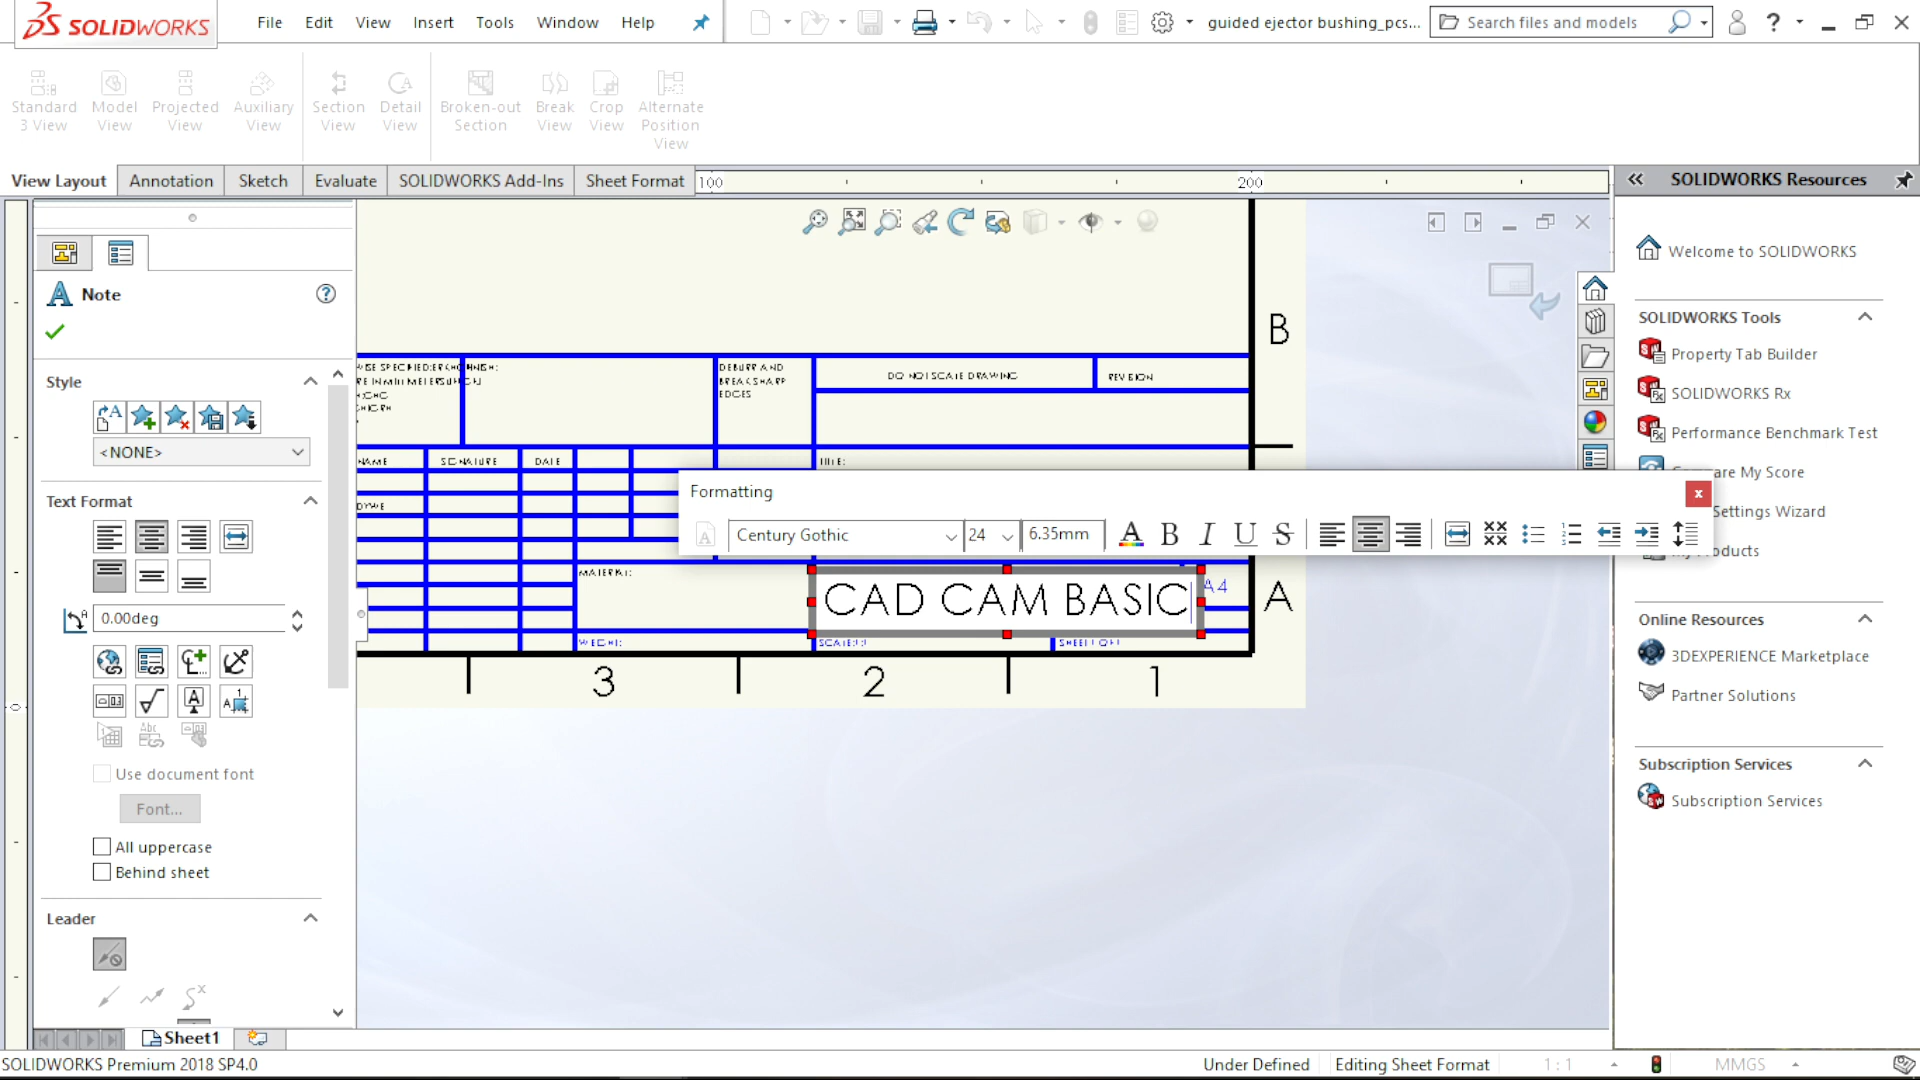 SOLIDWORKS
File Edit View Insert Tools Window Help
guided ejector bushing_pcs...
Search files and models
?
Standard 3 View
Model View
Projected View
Auxiliary View
Section View
Detail View
Broken-out Section
Break View
Crop View
Alternate Position View
View Layout Annotation Sketch Evaluate SOLIDWORKS Add-Ins Sheet Format
100 200
SOLIDWORKS Resources
Note
Style
<NONE>
Text Format
0.00deg
Use document font
Font...
All uppercase
Behind sheet
Leader
DEBURR AND
BREAK SHARP
EDGES
DO NOT SCALE DRAWING
REVISION
NAME SIGNATURE DATE
TITLE:
MATERIAL:
WEIGHT:
A4
CAD CAM BASIC
SCALE:1:1
B
A
3 2 1
Formatting
Century Gothic 24 6.35mm A B I U S
Welcome to SOLIDWORKS
SOLIDWORKS Tools
Property Tab Builder
SOLIDWORKS Rx
Performance Benchmark Test
are My Score
Settings Wizard
My Products
Online Resources
3DEXPERIENCE Marketplace
Partner Solutions
Subscription Services
Subscription Services
Sheet1
SOLIDWORKS Premium 2018 SP4.0
Under Defined Editing Sheet Format 1:1 MMGS